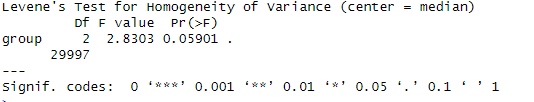 Levene's Test for Homogeneity of Variance (center = median)
Df F value Pr(>F)
group 2 2.8303 0.05901 .
29997
---
Signif. codes: 0 ‘***’ 0.001 ‘**’ 0.01 ‘*’ 0.05 ‘.’ 0.1 ‘ ’ 1